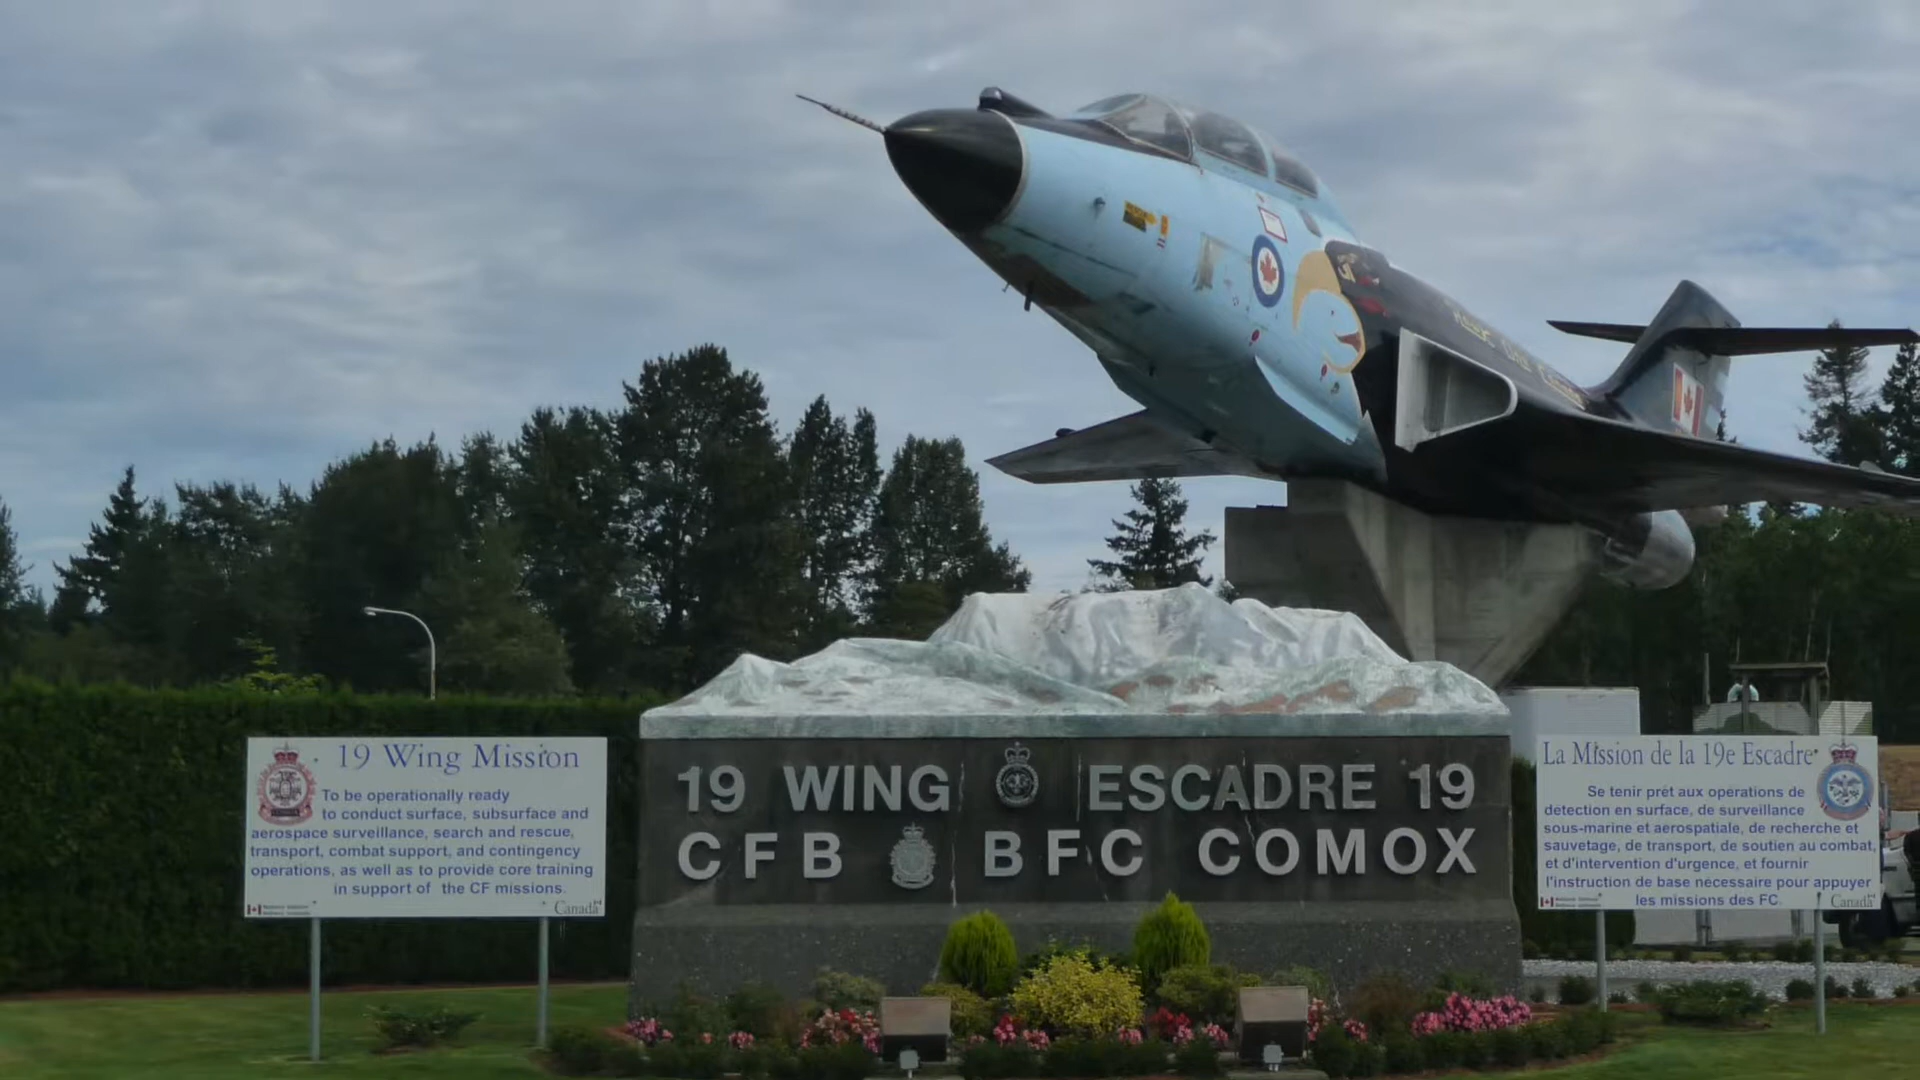 19 Wing Mission
To be operationally ready
to conduct surface, subsurface and
aerospace surveillance, search and rescue,
transport, combat support, and contingency
operations, as well as to provide core training
in support of the CF missions.
Canada
19 WING ESCADRE 19
CFB BFC COMOX
La Mission de la 19e Escadre
Se tenir prêt aux operations de
détection en surface, de surveillance
sous-marine et aerospatiale, de recherche et
sauvetage, de transport, de soutien au combat,
et d'intervention d'urgence, et fournir
l'instruction de base nécessaire pour appuyer
les missions des FC.
Canada